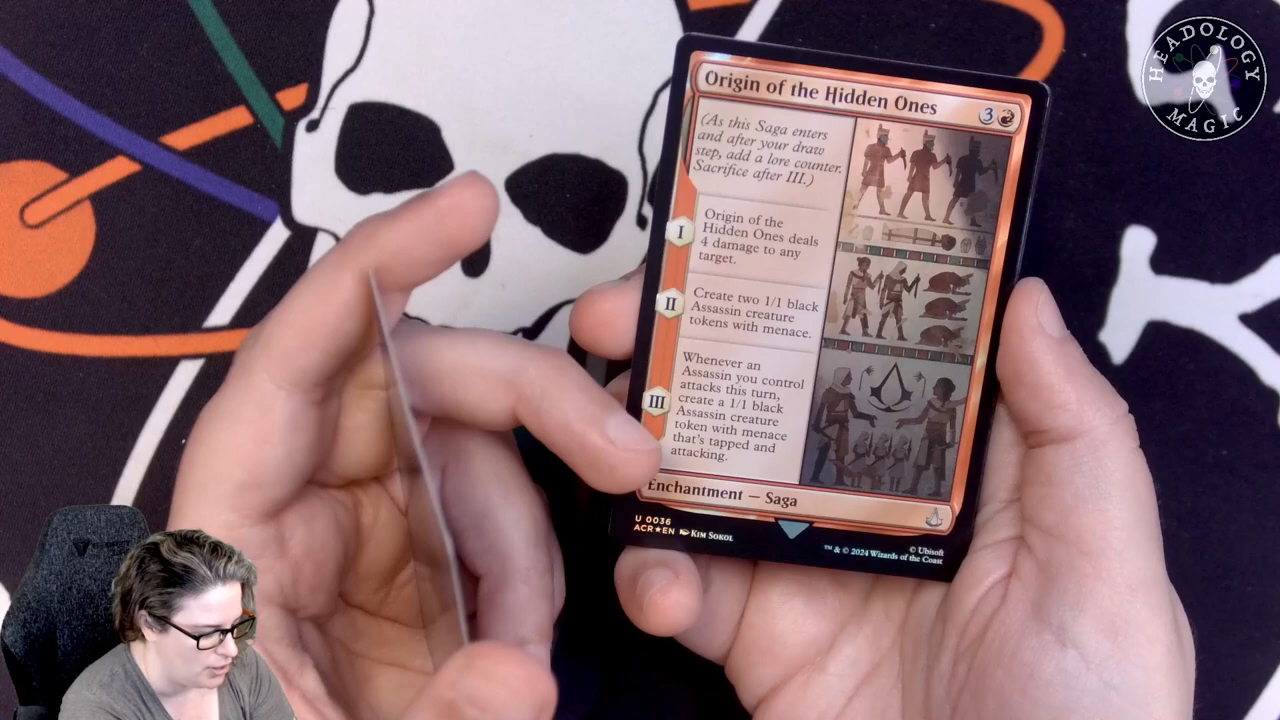 Origin of the Hidden Ones 3
(As this Saga enters
and after your draw
step, add a lore counter.
Sacrifice after III.)
I
Origin of the
Hidden Ones deals
4 damage to any
target.
II
Create two 1/1 black
Assassin creature
tokens with menace.
III
Whenever an
Assassin you control
attacks this turn,
create a 1/1 black
Assassin creature
token with menace
that's tapped and
attacking.
Enchantment — Saga
U 0036
ACR★EN Kim Sokol
© Ubisoft
™ & © 2024 Wizards of the Coast
HEADOLOGY
MAGIC